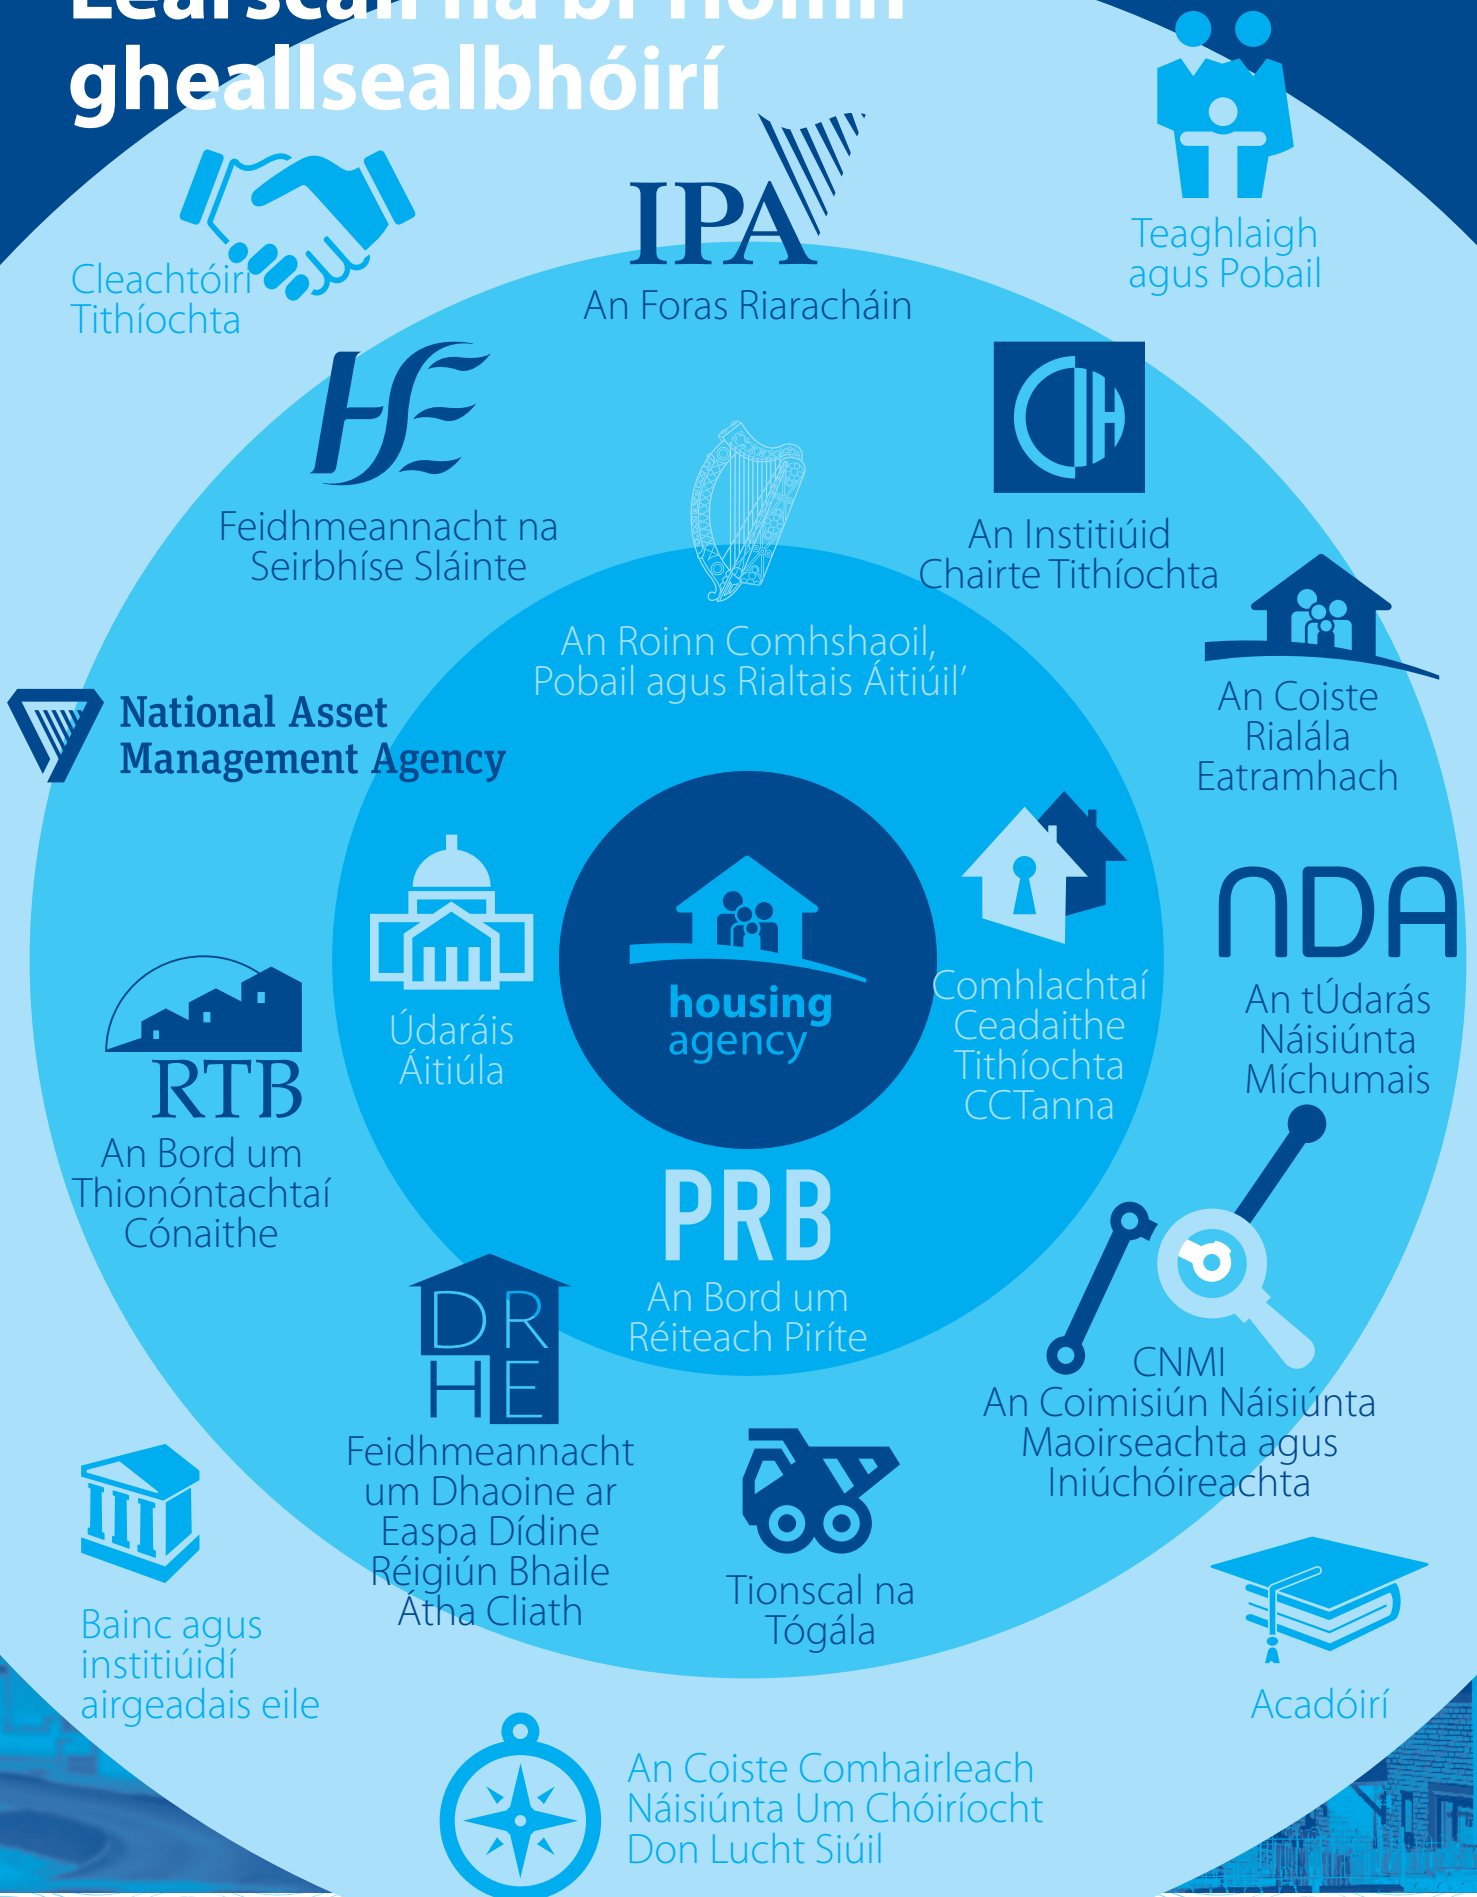 Learscáil na bPríomh
gheallsealbhóirí
Cleachtóirí
Tithíochta
IPA
An Foras Riaracháin
Teaghlaigh
agus Pobail
HSE
Feidhmeannacht na
Seirbhíse Sláinte
CIH
An Institiúid
Chairte Tithíochta
An Roinn Comhshaoil,
Pobail agus Rialtais Áitiúil’
An Coiste
Rialála
Eatramhach
National Asset
Management Agency
Údaráis
Áitiúla
housing
agency
Comhlachtaí
Ceadaithe
Tithíochta
CCTanna
NDA
An tÚdarás
Náisiúnta
Míchumais
RTB
An Bord um
Thionóntachtaí
Cónaithe
PRB
An Bord um
Réiteach Piríte
CNMI
An Coimisiún Náisiúnta
Maoirseachta agus
Iniúchóireachta
DR
HE
Feidhmeannacht
um Dhaoine ar
Easpa Dídine
Réigiún Bhaile
Átha Cliath
Tionscal na
Tógála
Bainc agus
institiúidí
airgeadais eile
Acadóirí
An Coiste Comhairleach
Náisiúnta Um Chóiríocht
Don Lucht Siúil